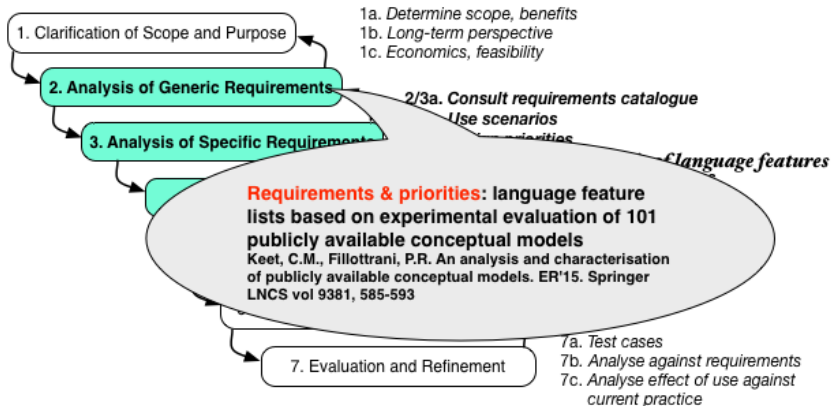 1. Clarification of Scope and Purpose
1a. Determine scope, benefits
1b. Long-term perspective
1c. Economics, feasibility
2. Analysis of Generic Requirements
2/3a. Consult requirements catalogue
Use scenarios
3. Analysis of Specific Requirements
priorities
of language features
Requirements & priorities: language feature
lists based on experimental evaluation of 101
publicly available conceptual models
Keet, C.M., Fillottrani, P.R. An analysis and characterisation
of publicly available conceptual models. ER'15. Springer
LNCS vol 9381, 585-593
7. Evaluation and Refinement
7a. Test cases
7b. Analyse against requirements
7c. Analyse effect of use against
current practice